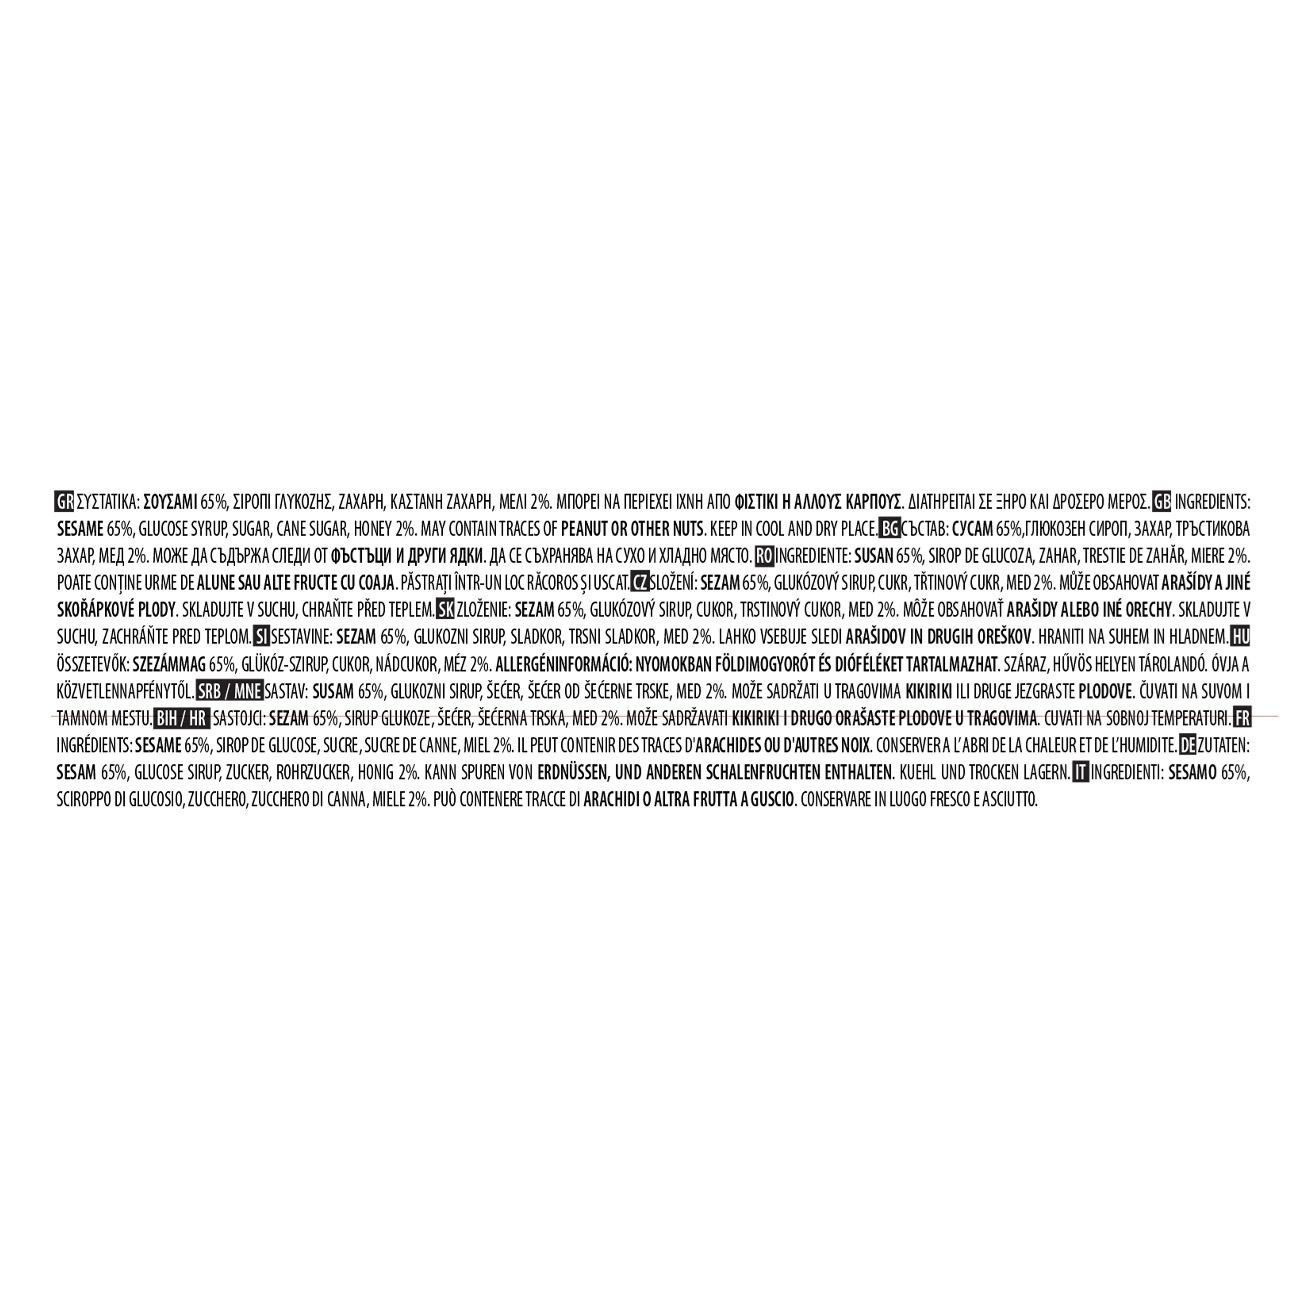 GR ΣΥΣΤΑΤΙΚΑ: ΣΟΥΣΑΜΙ 65%, ΣΙΡΟΠΙ ΓΛΥΚΟΖΗΣ, ΖΑΧΑΡΗ, ΚΑΣΤΑΝΗ ΖΑΧΑΡΗ, ΜΕΛΙ 2%. ΜΠΟΡΕΙ ΝΑ ΠΕΡΙΕΧΕΙ ΙΧΝΗ ΑΠΟ ΦΙΣΤΙΚΙ Η ΑΛΛΟΥΣ ΚΑΡΠΟΥΣ. ΔΙΑΤΗΡΕΙΤΑΙ ΣΕ ΞΗΡΟ ΚΑΙ ΔΡΟΣΕΡΟ ΜΕΡΟΣ. GB INGREDIENTS:
SESAME 65%, GLUCOSE SYRUP, SUGAR, CANE SUGAR, HONEY 2%. MAY CONTAIN TRACES OF PEANUT OR OTHER NUTS. KEEP IN COOL AND DRY PLACE. BG СЪСТАВ: СУСАМ 65%,ГЛЮКОЗЕН СИРОП, ЗАХАР, ТРЪСТИКОВА
ЗАХАР, МЕД 2%. МОЖЕ ДА СЪДЪРЖА СЛЕДИ ОТ ФЪСТЪЦИ И ДРУГИ ЯДКИ. ДА СЕ СЪХРАНЯВА НА СУХО И ХЛАДНО МЯСТО. RO INGREDIENTE: SUSAN 65%, SIROP DE GLUCOZA, ZAHAR, TRESTIE DE ZAHĂR, MIERE 2%.
POATE CONȚINE URME DE ALUNE SAU ALTE FRUCTE CU COAJA. PĂSTRAȚI ÎNTR-UN LOC RĂCOROS ȘI USCAT. CZ SLOŽENÍ: SEZAM 65%, GLUKÓZOVÝ SIRUP, CUKR, TŘTINOVÝ CUKR, MED 2%. MŮŽE OBSAHOVAT ARAŠÍDY A JINÉ
SKOŘÁPKOVÉ PLODY. SKLADUJTE V SUCHU, CHRAŇTE PŘED TEPLEM. SK ZLOŽENIE: SEZAM 65%, GLUKÓZOVÝ SIRUP, CUKOR, TRSTINOVÝ CUKOR, MED 2%. MÔŽE OBSAHOVAŤ ARAŠIDY ALEBO INÉ ORECHY. SKLADUJTE V
SUCHU, ZACHRÁŇTE PRED TEPLOM. SI SESTAVINE: SEZAM 65%, GLUKOZNI SIRUP, SLADKOR, TRSNI SLADKOR, MED 2%. LAHKO VSEBUJE SLEDI ARAŠIDOV IN DRUGIH OREŠKOV. HRANITI NA SUHEM IN HLADNEM. HU
ÖSSZETEVŐK: SZEZÁMMAG 65%, GLÜKÓZ-SZIRUP, CUKOR, NÁDCUKOR, MÉZ 2%. ALLERGÉNINFORMÁCIÓ: NYOMOKBAN FÖLDIMOGYORÓT ÉS DIÓFÉLÉKET TARTALMAZHAT. SZÁRAZ, HŰVÖS HELYEN TÁROLANDÓ. ÓVJA A
KÖZVETLENNAPFÉNYTŐL. SRB / MNE SASTAV: SUSAM 65%, GLUKOZNI SIRUP, ŠEĆER, ŠEĆER OD ŠEĆERNE TRSKE, MED 2%. MOŽE SADRŽATI U TRAGOVIMA KIKIRIKI ILI DRUGE JEZGRASTE PLODOVE. ČUVATI NA SUVOM I
TAMNOM MESTU. BIH / HR SASTOJCI: SEZAM 65%, SIRUP GLUKOZE, ŠEĆER, ŠEĆERNA TRSKA, MED 2%. MOŽE SADRŽAVATI KIKIRIKI I DRUGO ORAŠASTE PLODOVE U TRAGOVIMA. CUVATI NA SOBNOJ TEMPERATURI. FR
INGRÉDIENTS: SESAME 65%, SIROP DE GLUCOSE, SUCRE, SUCRE DE CANNE, MIEL 2%. IL PEUT CONTENIR DES TRACES D'ARACHIDES OU D'AUTRES NOIX. CONSERVER A L'ABRI DE LA CHALEUR ET DE L'HUMIDITE. DE ZUTATEN:
SESAM 65%, GLUCOSE SIRUP, ZUCKER, ROHRZUCKER, HONIG 2%. KANN SPUREN VON ERDNÜSSEN, UND ANDEREN SCHALENFRUCHTEN ENTHALTEN. KUEHL UND TROCKEN LAGERN. IT INGREDIENTI: SESAMO 65%,
SCIROPPO DI GLUCOSIO, ZUCCHERO, ZUCCHERO DI CANNA, MIELE 2%. PUÒ CONTENERE TRACCE DI ARACHIDI O ALTRA FRUTTA A GUSCIO. CONSERVARE IN LUOGO FRESCO E ASCIUTTO.